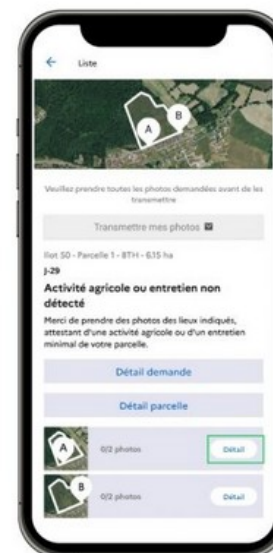 Liste
A
B
Veuillez prendre toutes les photos demandées avant de les
transmettre
Transmettre mes photos
Ilot 50 - Parcelle 1 - BTH - 6.15 ha
J-29
Activité agricole ou entretien non
détecté
Merci de prendre des photos des lieux indiqués,
attestant d'une activité agricole ou d'un entretien
minimal de votre parcelle.
Détail demande
Détail parcelle
A
0/2 photos
Détail
B
0/2 photos
Détail